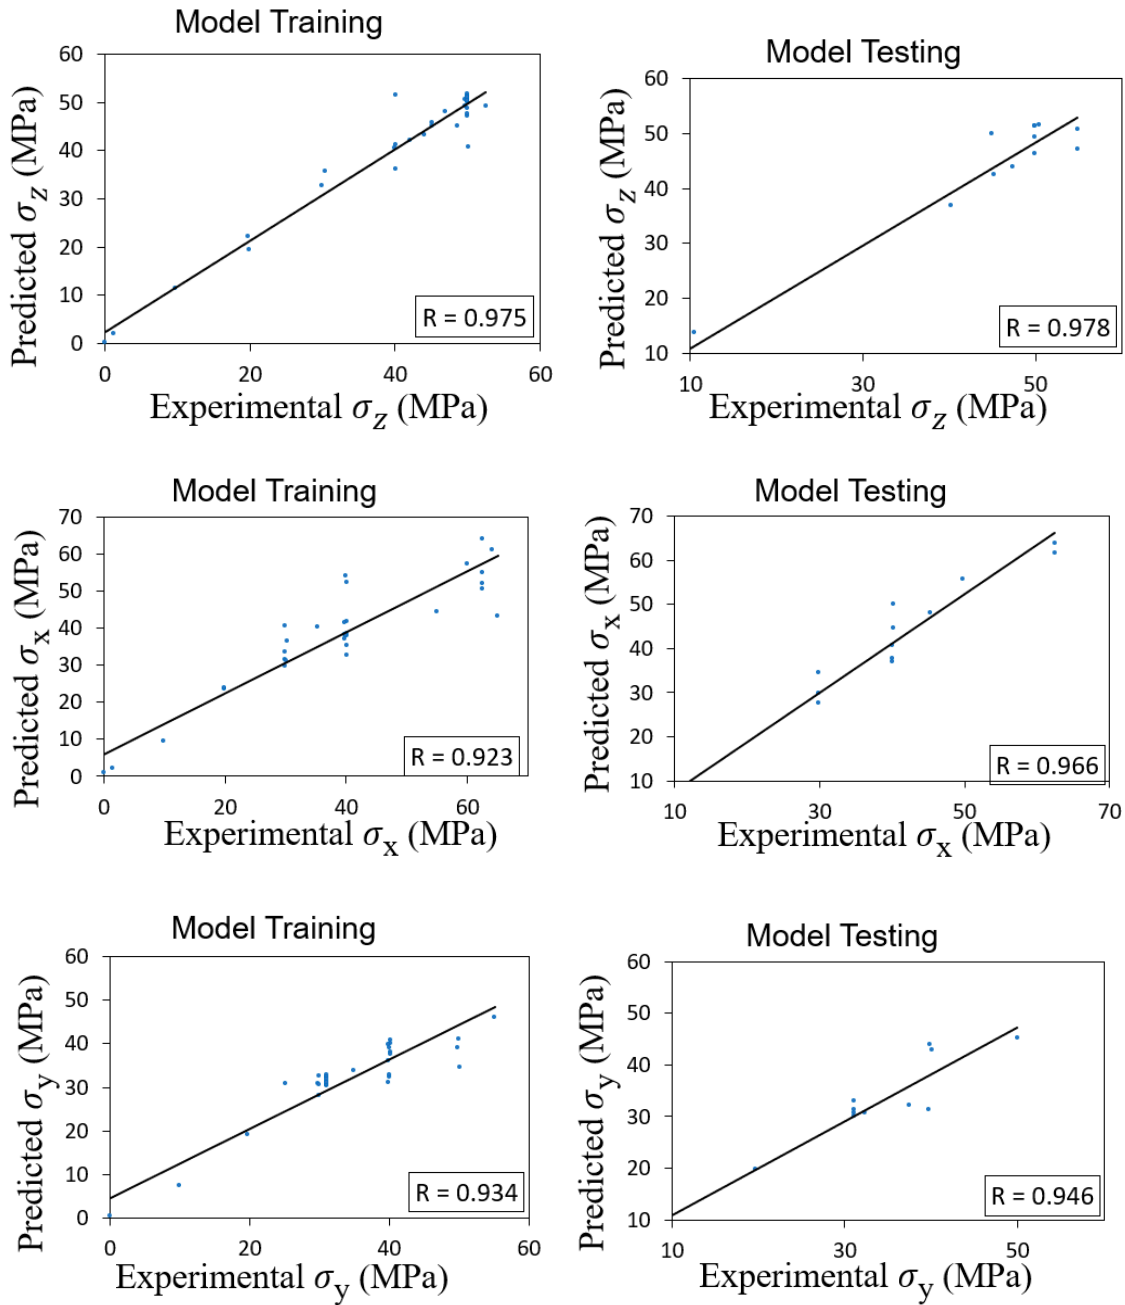 Model Training
Predicted σz (MPa)
60
50
40
30
20
10
0
R = 0.975
0 20 40 60
Experimental σz (MPa)
Model Testing
Predicted σz (MPa)
60
50
40
30
20
10
R = 0.978
10 30 50
Experimental σz (MPa)
Model Training
Predicted σx (MPa)
70
60
50
40
30
20
10
0
R = 0.923
0 20 40 60
Experimental σx (MPa)
Model Testing
Predicted σx (MPa)
70
60
50
40
30
20
10
R = 0.966
10 30 50 70
Experimental σx (MPa)
Model Training
Predicted σy (MPa)
60
50
40
30
20
10
0
R = 0.934
0 20 40 60
Experimental σy (MPa)
Model Testing
Predicted σy (MPa)
60
50
40
30
20
10
R = 0.946
10 30 50
Experimental σy (MPa)